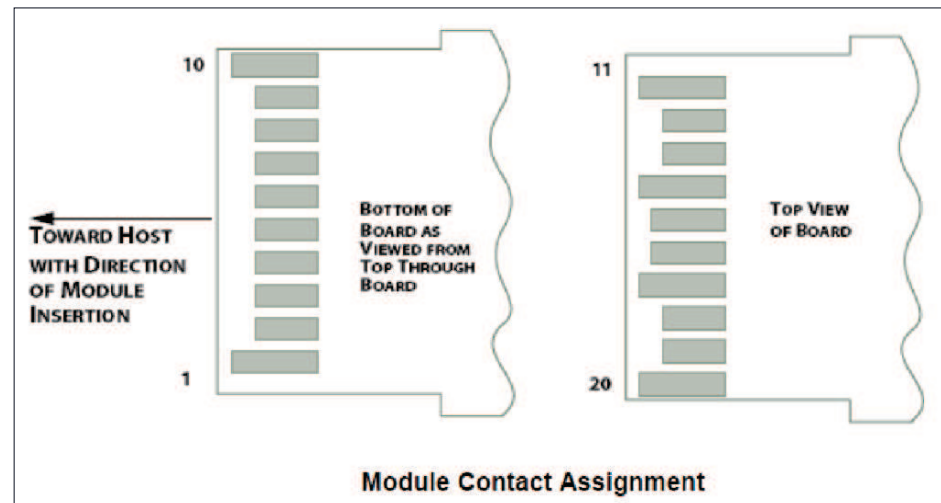 10
11
BOTTOM OF
BOARD AS
VIEWED FROM
TOP THROUGH
BOARD
TOP VIEW
OF BOARD
TOWARD HOST
WITH DIRECTION
OF MODULE
INSERTION
1
20
Module Contact Assignment